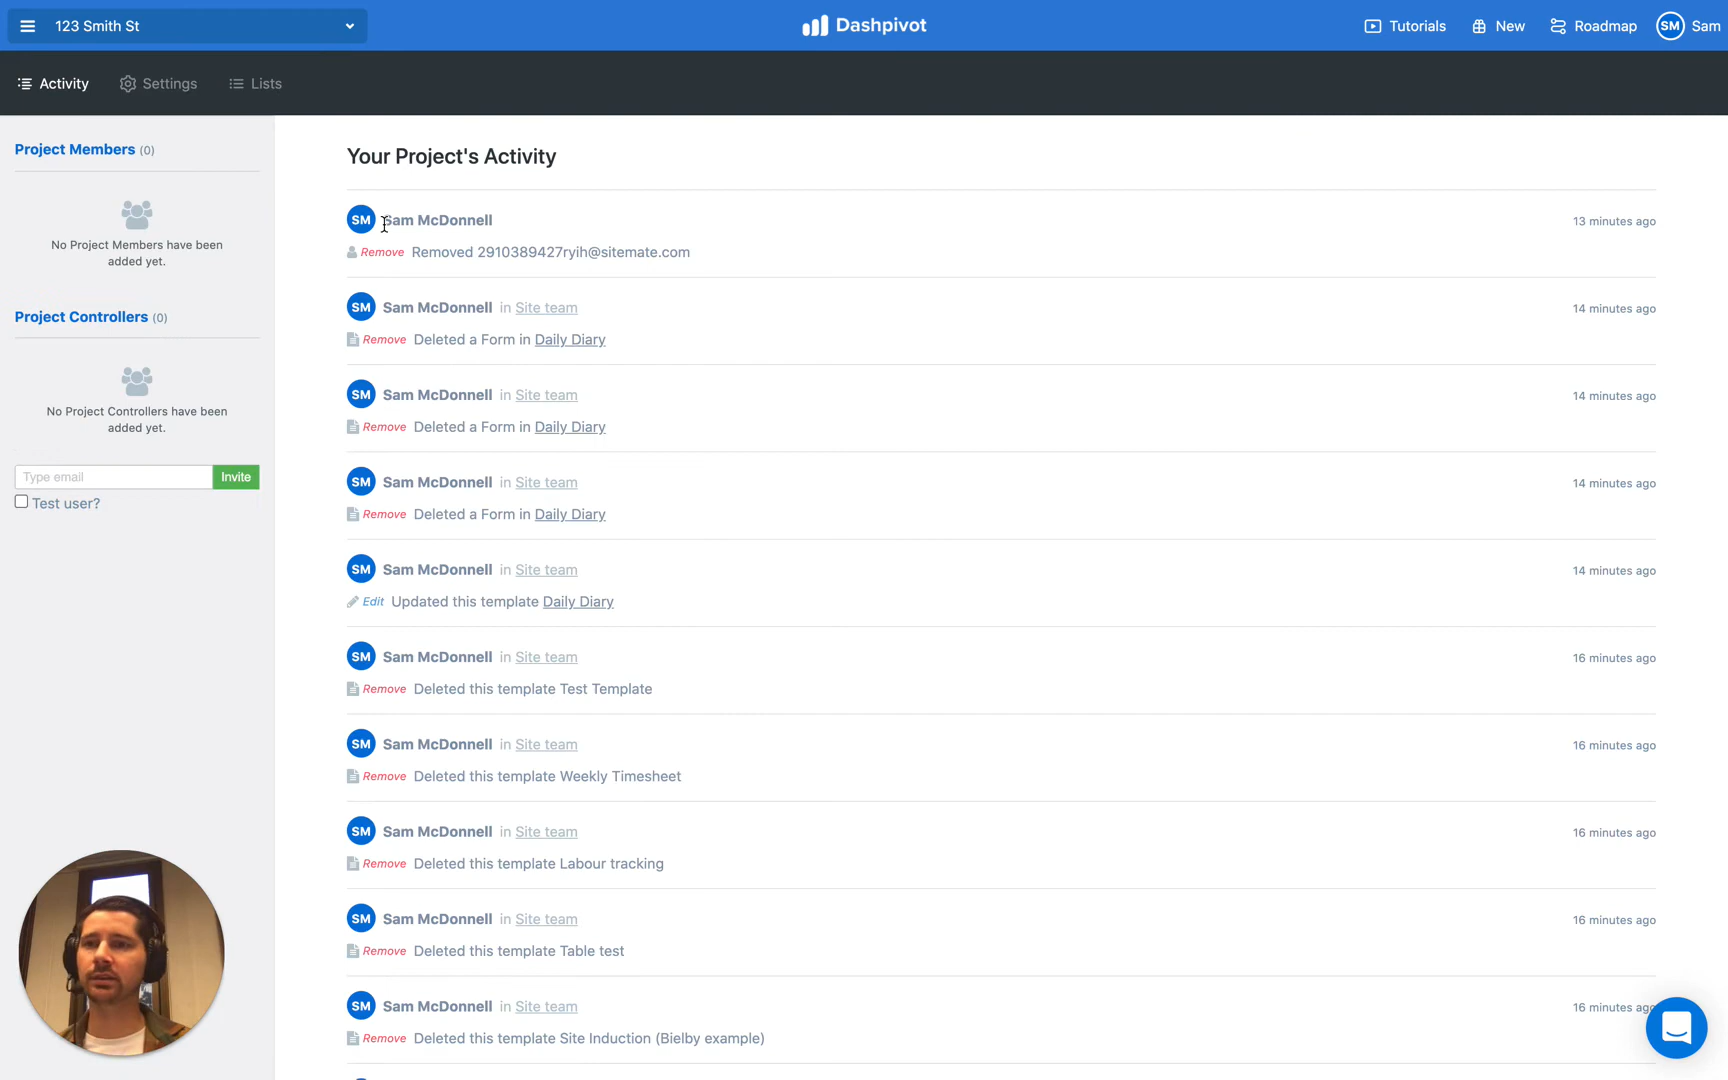 123 Smith St
Dashpivot
Tutorials
New
Roadmap
SM Sam
Activity
Settings
Lists
Project Members (0)
No Project Members have been
added yet.
Project Controllers (0)
No Project Controllers have been
added yet.
Type email
Invite
Test user?
Your Project's Activity
SM Sam McDonnell 13 minutes ago
Remove Removed 2910389427ryih@sitemate.com
SM Sam McDonnell in Site team 14 minutes ago
Remove Deleted a Form in Daily Diary
SM Sam McDonnell in Site team 14 minutes ago
Remove Deleted a Form in Daily Diary
SM Sam McDonnell in Site team 14 minutes ago
Remove Deleted a Form in Daily Diary
SM Sam McDonnell in Site team 14 minutes ago
Edit Updated this template Daily Diary
SM Sam McDonnell in Site team 16 minutes ago
Remove Deleted this template Test Template
SM Sam McDonnell in Site team 16 minutes ago
Remove Deleted this template Weekly Timesheet
SM Sam McDonnell in Site team 16 minutes ago
Remove Deleted this template Labour tracking
SM Sam McDonnell in Site team 16 minutes ago
Remove Deleted this template Table test
SM Sam McDonnell in Site team 16 minutes ago
Remove Deleted this template Site Induction (Bielby example)